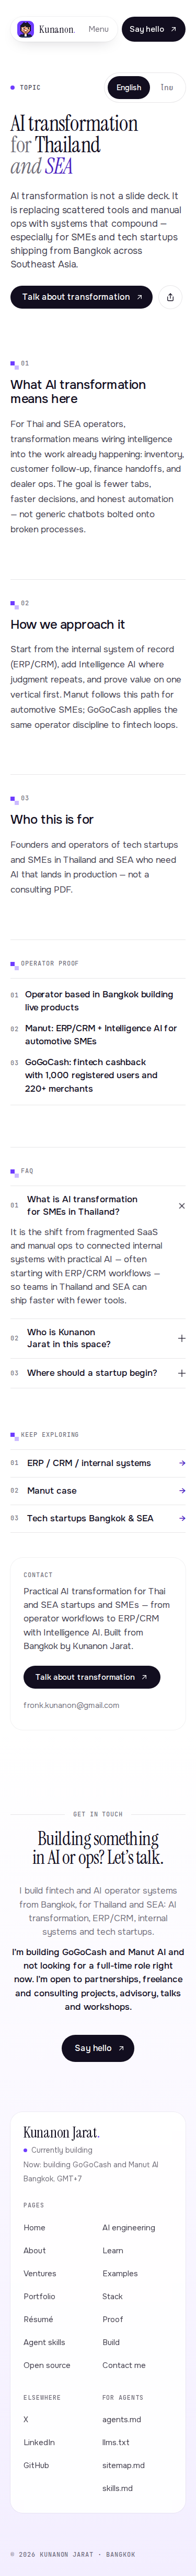 Kunanon.
Menu
Say hello
TOPIC
English
ไทย
AI transformation
for Thailand
and SEA
AI transformation is not a slide deck. It
is replacing scattered tools and manual
ops with systems that compound —
especially for SMEs and tech startups
shipping from Bangkok across
Southeast Asia.
Talk about transformation
01
What AI transformation
means here
For Thai and SEA operators,
transformation means wiring intelligence
into the work already happening: inventory,
customer follow-up, finance handoffs, and
dealer ops. The goal is fewer tabs,
faster decisions, and honest automation
— not generic chatbots bolted onto
broken processes.
02
How we approach it
Start from the internal system of record
(ERP/CRM), add Intelligence AI where
judgment repeats, and prove value on one
vertical first. Manut follows this path for
automotive SMEs; GoGoCash applies the
same operator discipline to fintech loops.
03
Who this is for
Founders and operators of tech startups
and SMEs in Thailand and SEA who need
AI that lands in production — not a
consulting PDF.
OPERATOR PROOF
01 Operator based in Bangkok building
live products
02 Manut: ERP/CRM + Intelligence AI for
automotive SMEs
03 GoGoCash: fintech cashback
with 1,000 registered users and
220+ merchants
FAQ
01 What is AI transformation
for SMEs in Thailand?
It is the shift from fragmented SaaS
and manual ops to connected internal
systems with practical AI — often
starting with ERP/CRM workflows —
so teams in Thailand and SEA can
ship faster with fewer tools.
02 Who is Kunanon
Jarat in this space?
03 Where should a startup begin?
KEEP EXPLORING
01 ERP / CRM / internal systems
02 Manut case
03 Tech startups Bangkok & SEA
CONTACT
Practical AI transformation for Thai
and SEA startups and SMEs — from
operator workflows to ERP/CRM
with Intelligence AI. Built from
Bangkok by Kunanon Jarat.
Talk about transformation
fronk.kunanon@gmail.com
GET IN TOUCH
Building something
in AI or ops? Let's talk.
I build fintech and AI operator systems
from Bangkok, for Thailand and SEA: AI
transformation, ERP/CRM, internal
systems and tech startups.
I'm building GoGoCash and Manut AI and
not looking for a full-time role right
now. I'm open to partnerships, freelance
and consulting projects, advisory, talks
and workshops.
Say hello
Kunanon Jarat.
Currently building
Now: building GoGoCash and Manut AI
Bangkok, GMT+7
PAGES
Home
AI engineering
About
Learn
Ventures
Examples
Portfolio
Stack
Résumé
Proof
Agent skills
Build
Open source
Contact me
ELSEWHERE
FOR AGENTS
X
agents.md
LinkedIn
llms.txt
GitHub
sitemap.md
skills.md
© 2026 KUNANON JARAT · BANGKOK